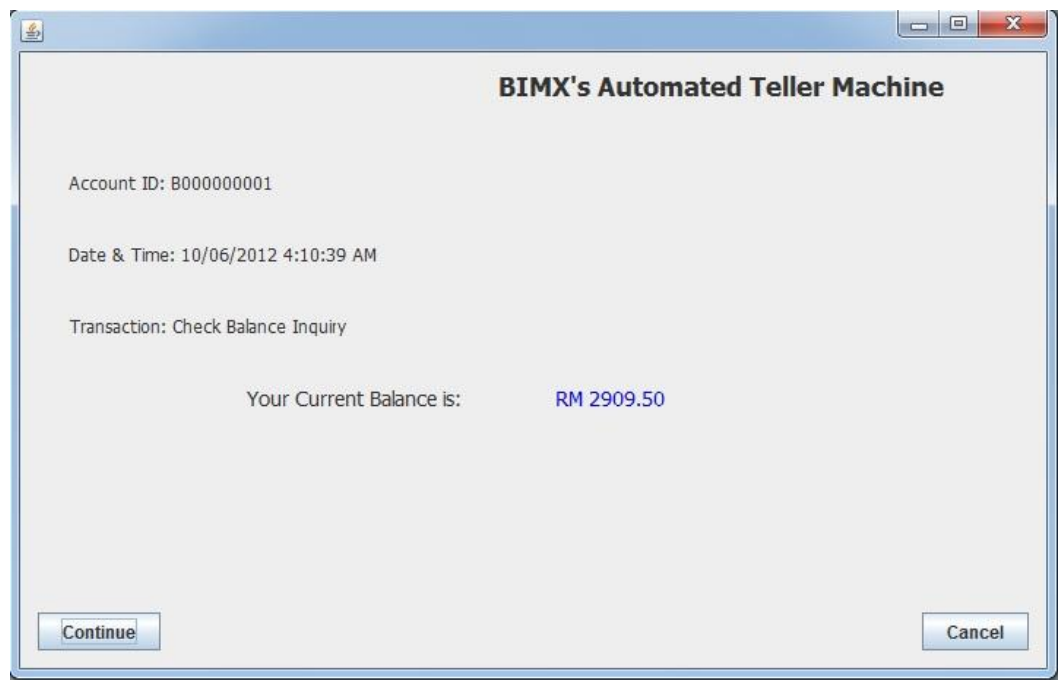 BIMX's Automated Teller Machine
Account ID: B000000001
Date & Time: 10/06/2012 4:10:39 AM
Transaction: Check Balance Inquiry
Your Current Balance is: RM 2909.50
Continue Cancel